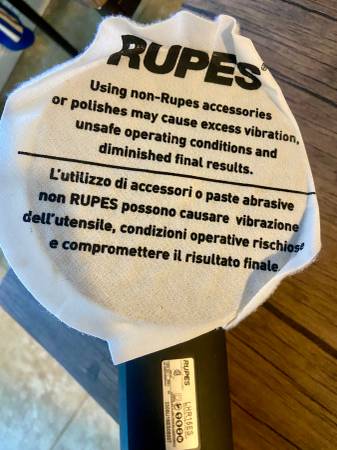 RUPES®
Using non-Rupes accessories
or polishes may cause excess vibration,
unsafe operating conditions and
diminished final results.
L'utilizzo di accessori o paste abrasive
non RUPES possono causare vibrazione
dell'utensile, condizioni operative rischiose
e compromettere il risultato finale
RUPES
LHR15ES